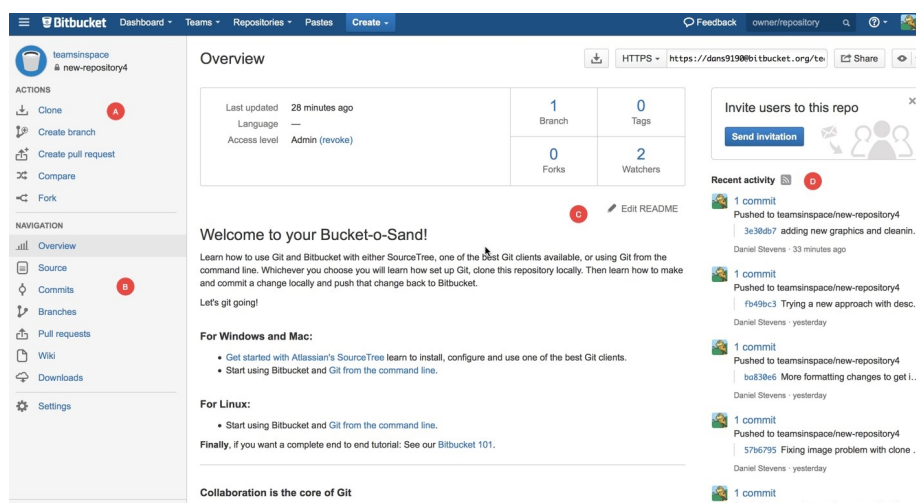 Bitbucket Dashboard Teams Repositories Pastes Create Feedback owner/repository
teamsinspace
new-repository4
ACTIONS
Clone
A
Create branch
Create pull request
Compare
Fork
NAVIGATION
Overview
Source
Commits
B
Branches
Pull requests
Wiki
Downloads
Settings
Overview
HTTPS
https://dans9190@bitbucket.org/te
Share
Last updated 28 minutes ago
Language —
Access level Admin (revoke)
1
Branch
0
Tags
0
Forks
2
Watchers
C
Edit README
Welcome to your Bucket-o-Sand!
Learn how to use Git and Bitbucket with either SourceTree, one of the best Git clients available, or using Git from the
command line. Whichever you choose you will learn how set up Git, clone this repository locally. Then learn how to make
and commit a change locally and push that change back to Bitbucket.
Let's git going!
For Windows and Mac:
• Get started with Atlassian's SourceTree learn to install, configure and use one of the best Git clients.
• Start using Bitbucket and Git from the command line.
For Linux:
• Start using Bitbucket and Git from the command line.
Finally, if you want a complete end to end tutorial: See our Bitbucket 101.
Collaboration is the core of Git
Invite users to this repo
×
Send invitation
Recent activity
D
1 commit
Pushed to teamsinspace/new-repository4
3e30db7 adding new graphics and cleanin.
Daniel Stevens · 33 minutes ago
1 commit
Pushed to teamsinspace/new-repository4
fb49bc3 Trying a new approach with desc.
Daniel Stevens · yesterday
1 commit
Pushed to teamsinspace/new-repository4
ba830e6 More formatting changes to get i..
Daniel Stevens · yesterday
1 commit
Pushed to teamsinspace/new-repository4
57b6795 Fixing image problem with clone .
Daniel Stevens · yesterday
1 commit